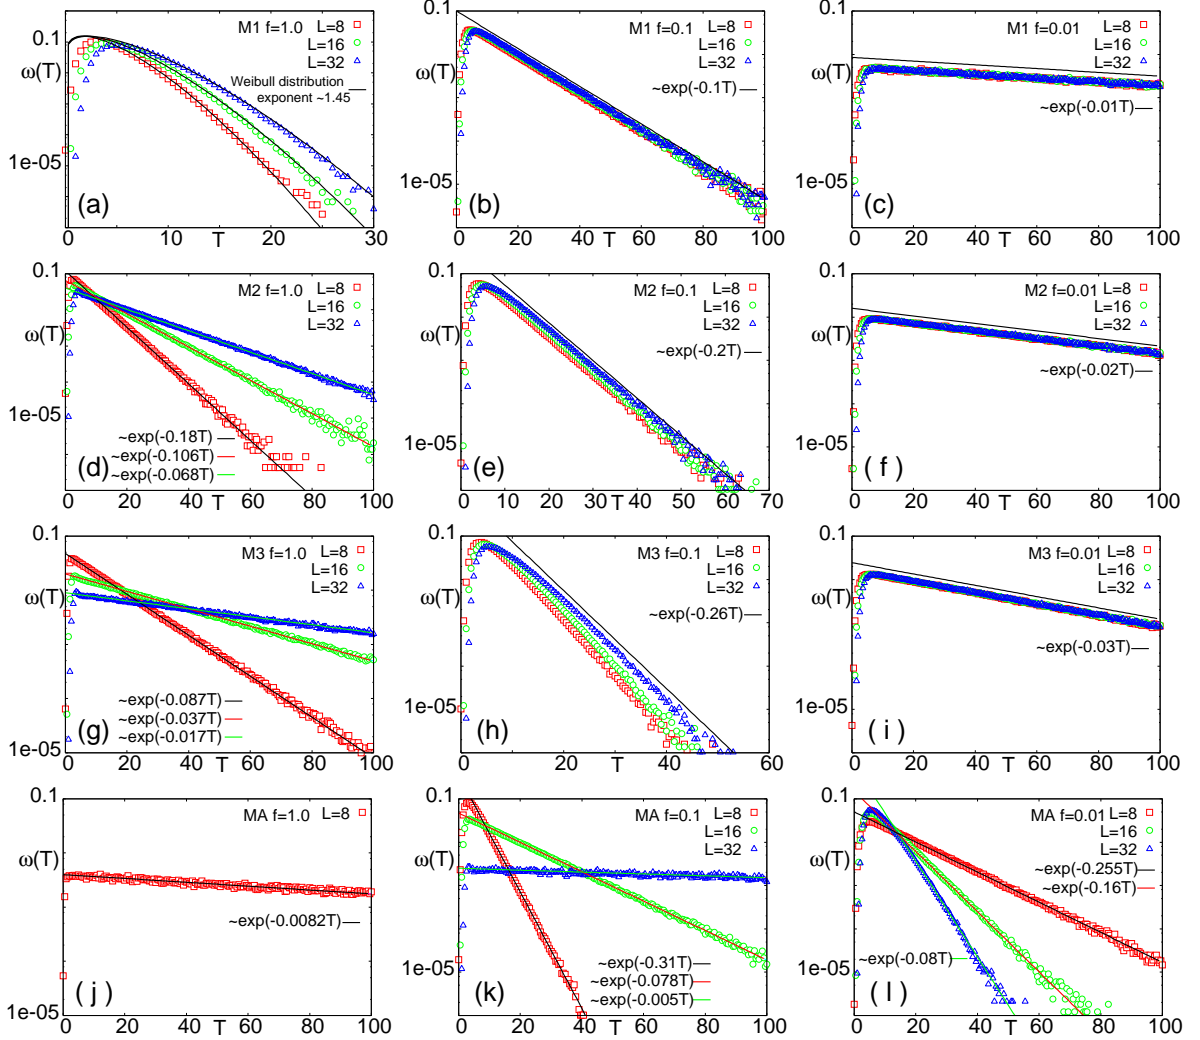 0.1
ω(T)
1e-05
M1 f=1.0 L=8
L=16
L=32
Weibull distribution
exponent ~1.45
(a)
0 10 20 30
T
0.1
ω(T)
1e-05
M1 f=0.1 L=8
L=16
L=32
~exp(-0.1T)
(b)
0 20 40 60 80 100
T
0.1
ω(T)
1e-05
M1 f=0.01 L=8
L=16
L=32
~exp(-0.01T)
(c)
0 20 40 60 80 100
T
0.1
ω(T)
1e-05
M2 f=1.0 L=8
L=16
L=32
~exp(-0.18T)
~exp(-0.106T)
~exp(-0.068T)
(d)
0 20 40 60 80 100
T
0.1
ω(T)
1e-05
M2 f=0.1 L=8
L=16
L=32
~exp(-0.2T)
(e)
0 10 20 30 40 50 60 70
T
0.1
ω(T)
1e-05
M2 f=0.01 L=8
L=16
L=32
~exp(-0.02T)
(f )
0 20 40 60 80 100
T
0.1
ω(T)
1e-05
M3 f=1.0 L=8
L=16
L=32
~exp(-0.087T)
~exp(-0.037T)
~exp(-0.017T)
(g)
0 20 40 60 80 100
T
0.1
ω(T)
1e-05
M3 f=0.1 L=8
L=16
L=32
~exp(-0.26T)
(h)
0 10 20 30 40 50 60
T
0.1
ω(T)
1e-05
M3 f=0.01 L=8
L=16
L=32
~exp(-0.03T)
( i )
0 20 40 60 80 100
T
0.1
ω(T)
1e-05
MA f=1.0 L=8
~exp(-0.0082T)
( j )
0 20 40 60 80 100
T
0.1
ω(T)
1e-05
MA f=0.1 L=8
L=16
L=32
~exp(-0.31T)
~exp(-0.078T)
~exp(-0.005T)
(k)
0 20 40 60 80 100
T
0.1
ω(T)
1e-05
MA f=0.01 L=8
L=16
L=32
~exp(-0.255T)
~exp(-0.16T)
~exp(-0.08T)
( l )
0 20 40 60 80 100
T